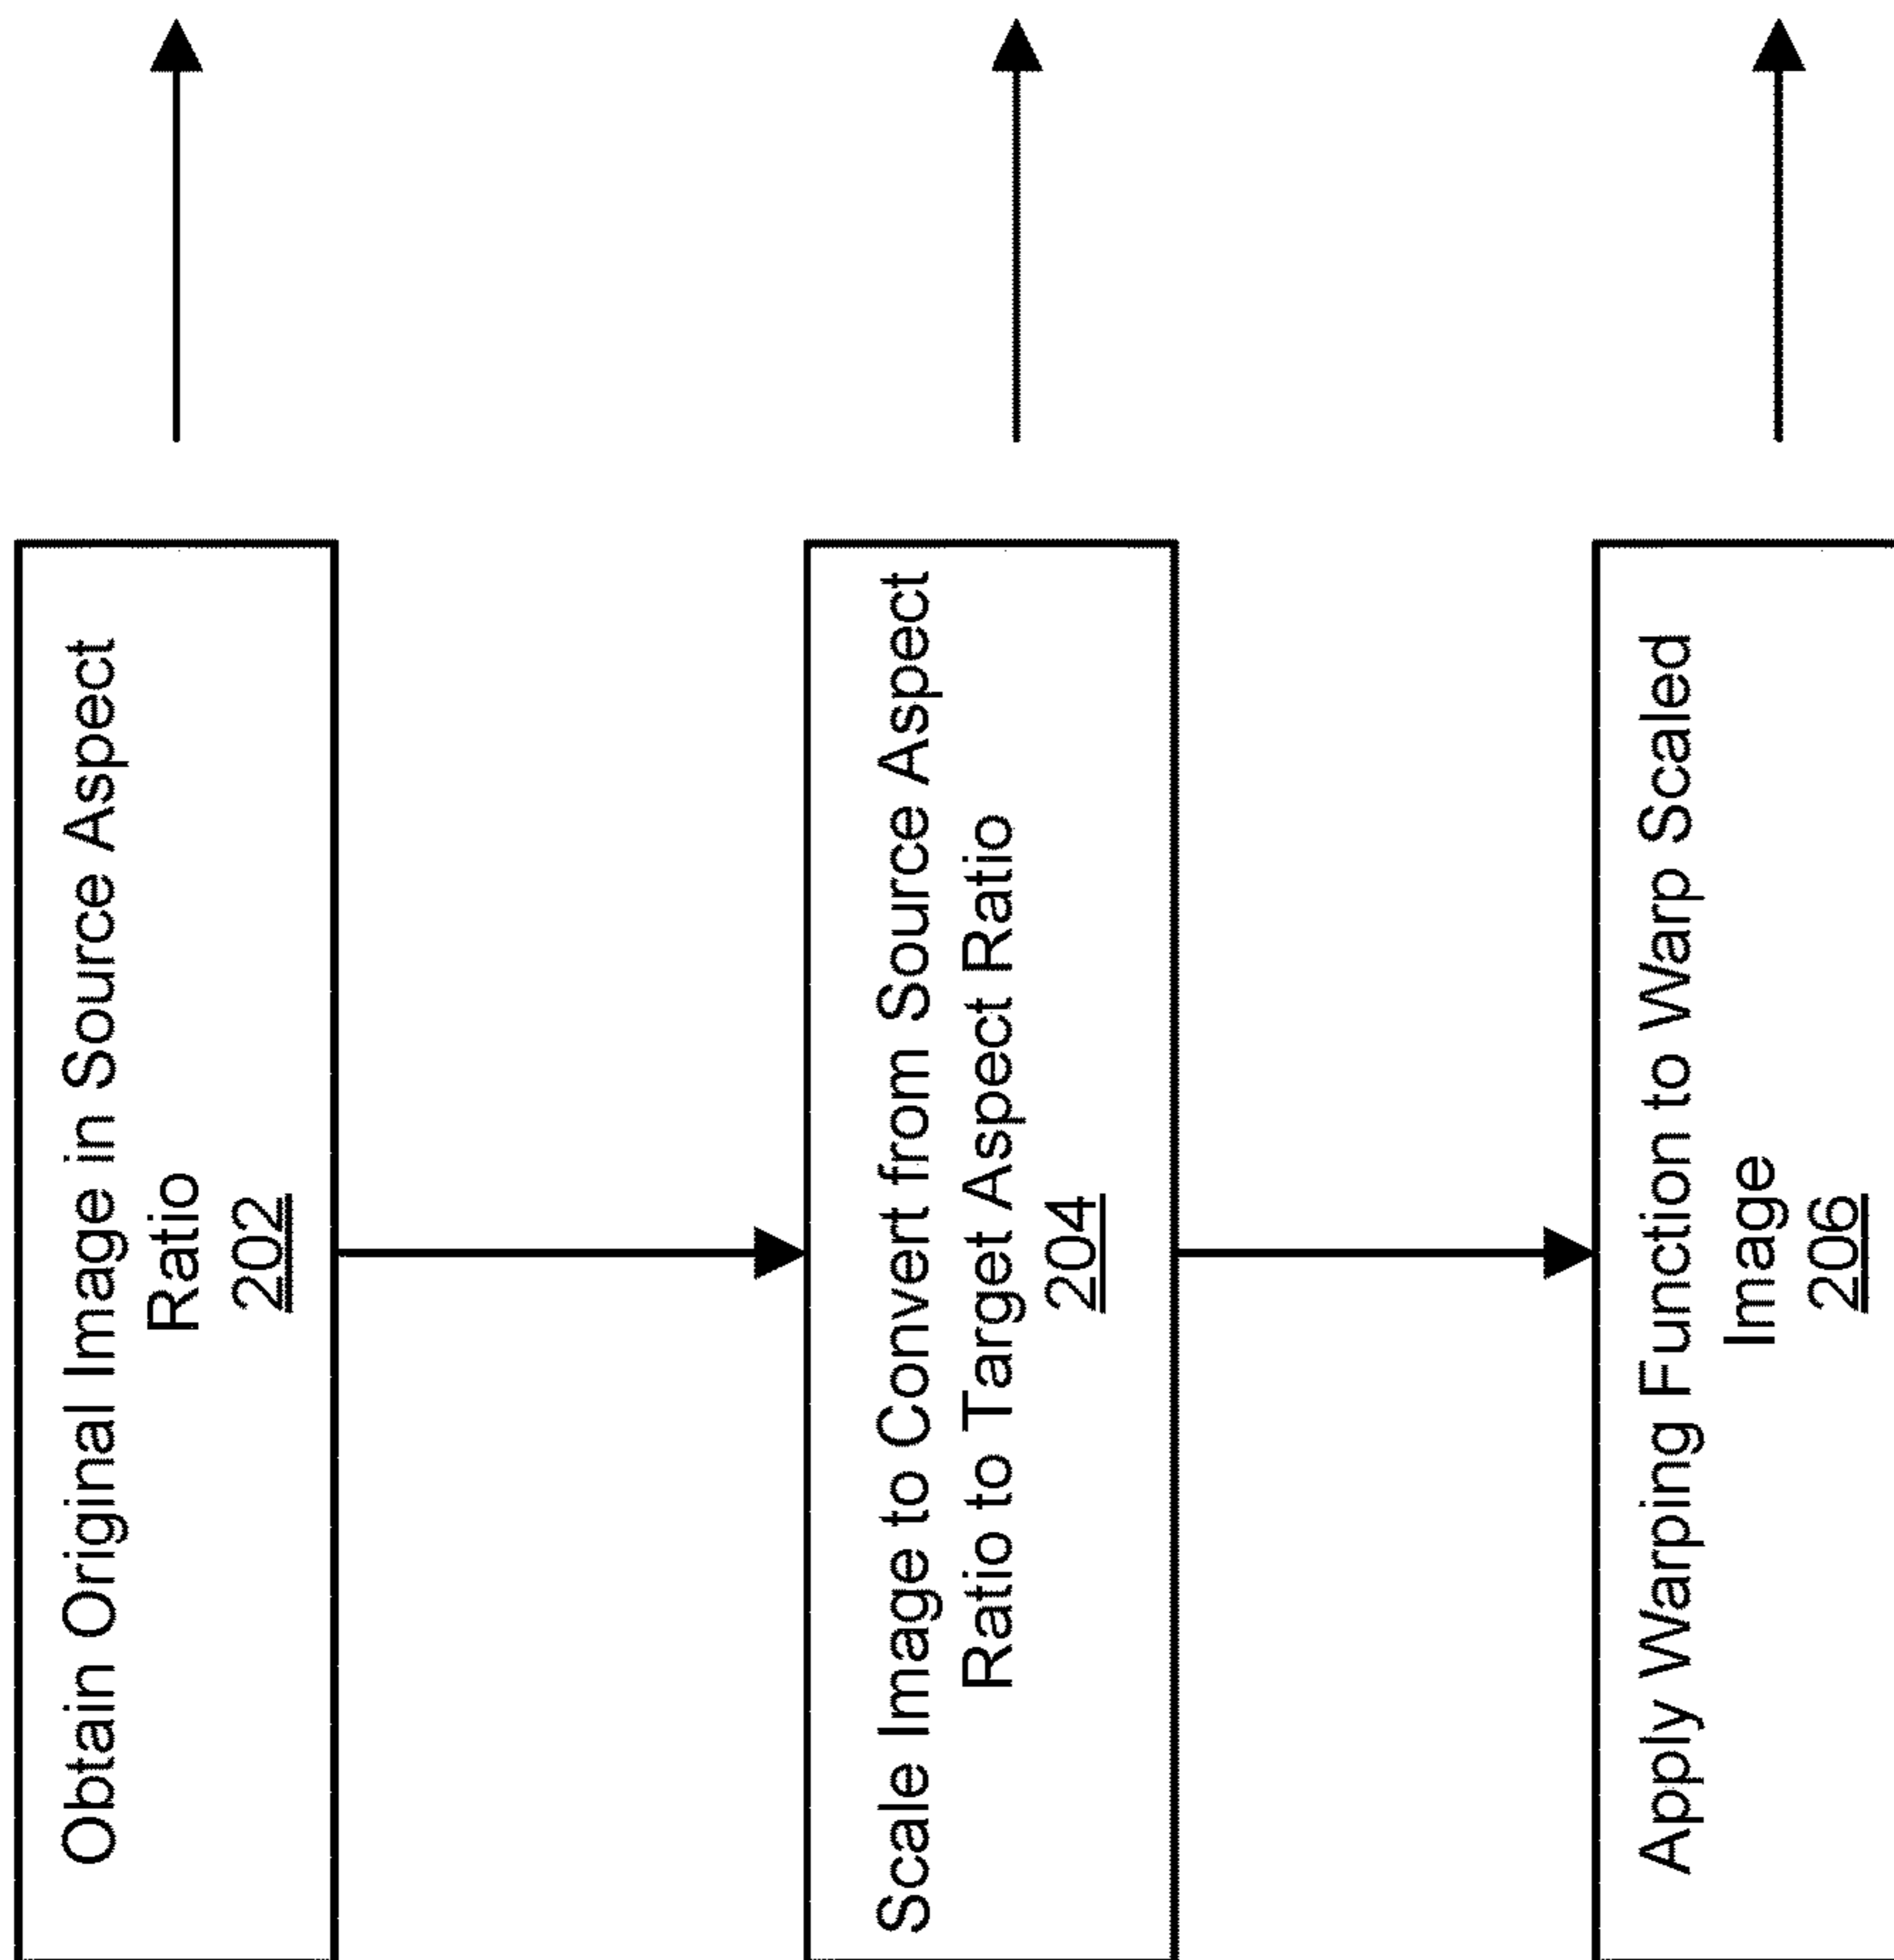 Obtain Original Image in Source Aspect
Ratio
202
Scale Image to Convert from Source Aspect
Ratio to Target Aspect Ratio
204
Apply Warping Function to Warp Scaled
Image
206